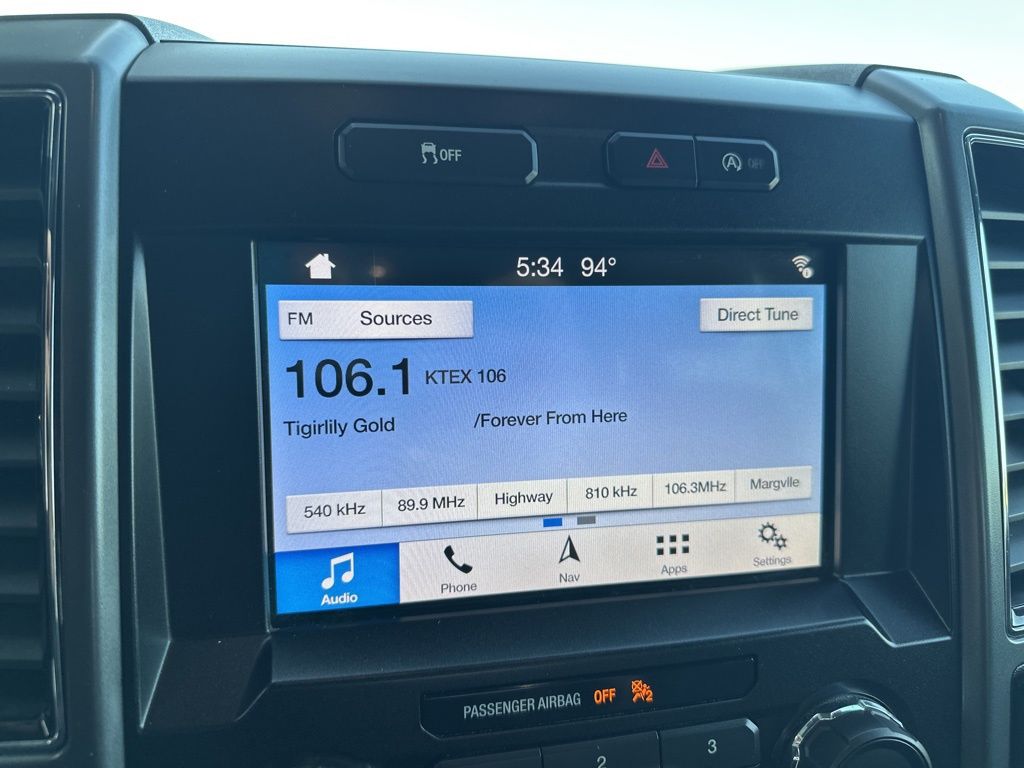 OFF
A OFF
5:34 94°
FM Sources Direct Tune
106.1 KTEX 106
Tigirlily Gold /Forever From Here
540 kHz 89.9 MHz Highway 810 kHz 106.3MHz Margvlle
Audio Phone Nav Apps Settings
PASSENGER AIRBAG OFF 2
2 3